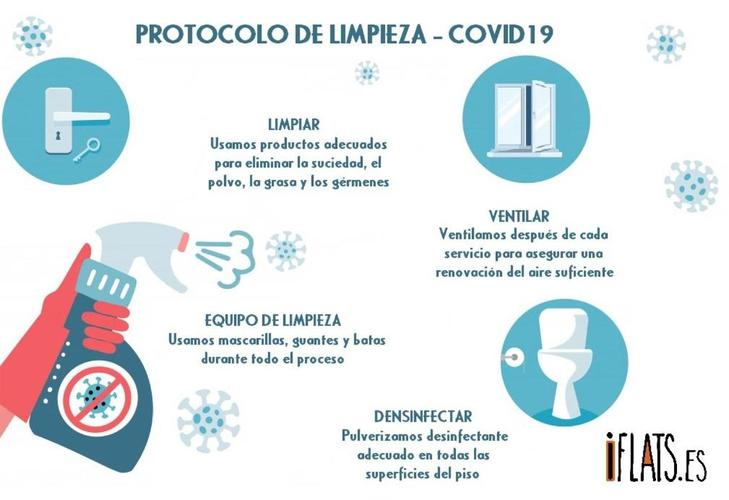 PROTOCOLO DE LIMPIEZA - COVID19
LIMPIAR
Usamos productos adecuados
para eliminar la suciedad, el
polvo, la grasa y los gérmenes
VENTILAR
Ventilamos después de cada
servicio para asegurar una
renovación del aire suficiente
EQUIPO DE LIMPIEZA
Usamos mascarillas, guantes y batas
durante todo el proceso
DENSINFECTAR
Pulverizamos desinfectante
adecuado en todas las
superficies del piso
iFLATS.ES